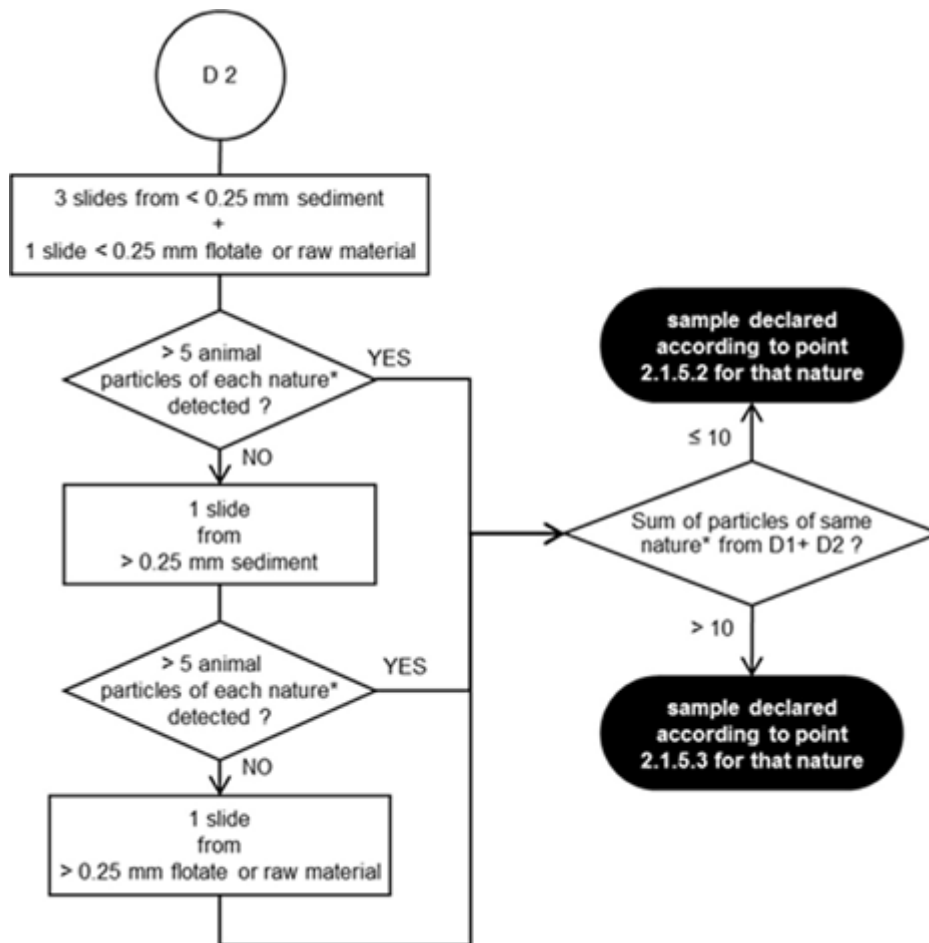 D 2
3 slides from < 0.25 mm sediment
+
1 slide < 0.25 mm flotate or raw material
> 5 animal
particles of each nature*
detected ?
YES
NO
1 slide
from
> 0.25 mm sediment
> 5 animal
particles of each nature*
detected ?
YES
NO
1 slide
from
> 0.25 mm flotate or raw material
sample declared
according to point
2.1.5.2 for that nature
≤ 10
Sum of particles of same
nature* from D1+ D2 ?
> 10
sample declared
according to point
2.1.5.3 for that nature